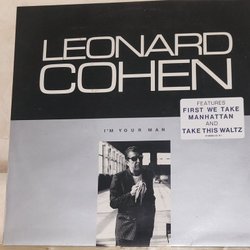 LEONARD
COHEN
FEATURES
FIRST WE TAKE
MANHATTAN
AND
TAKE THIS WALTZ
I'M YOUR MAN